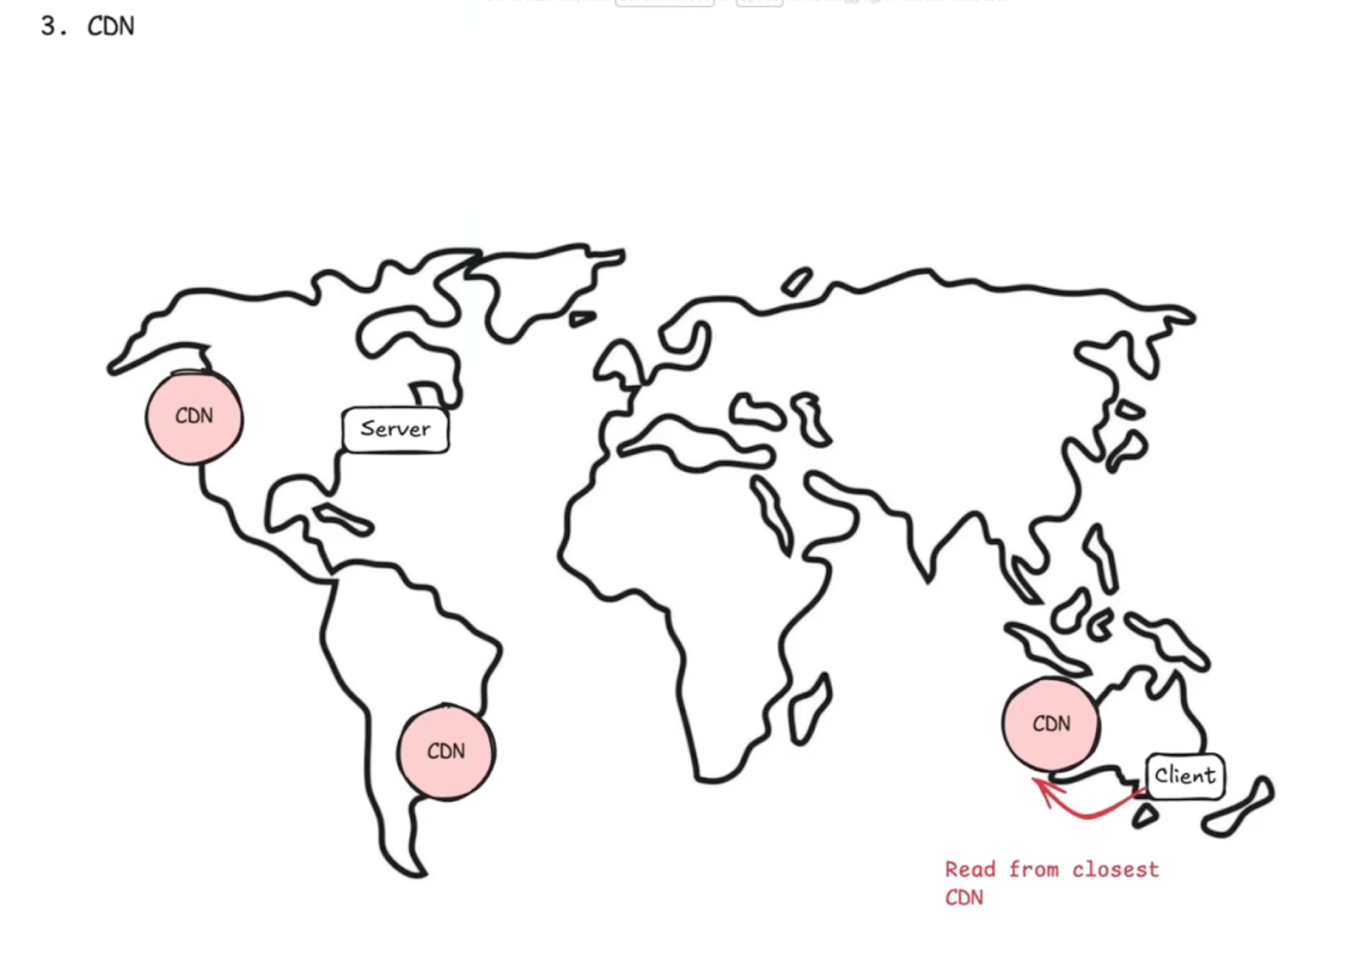 3. CDN
CDN
Server
CDN
CDN
Client
Read from closest
CDN